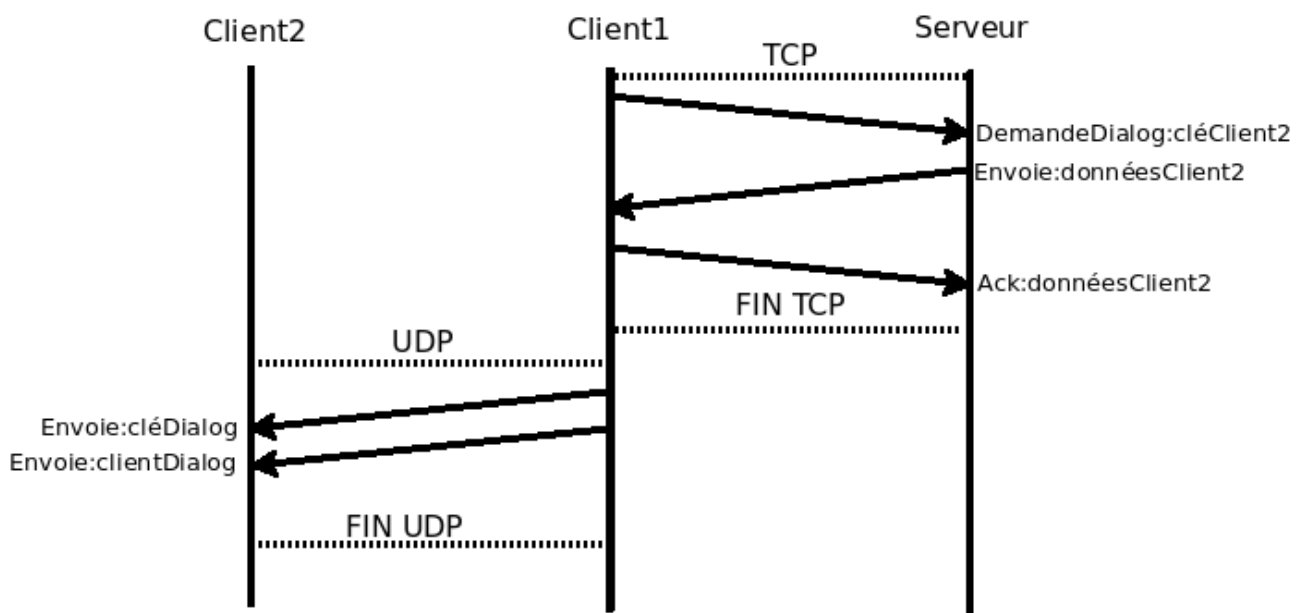 Client2
Client1
Serveur
TCP
DemandeDialog:cléClient2
Envoie:donnéesClient2
Ack:donnéesClient2
FIN TCP
UDP
Envoie:cléDialog
Envoie:clientDialog
FIN UDP